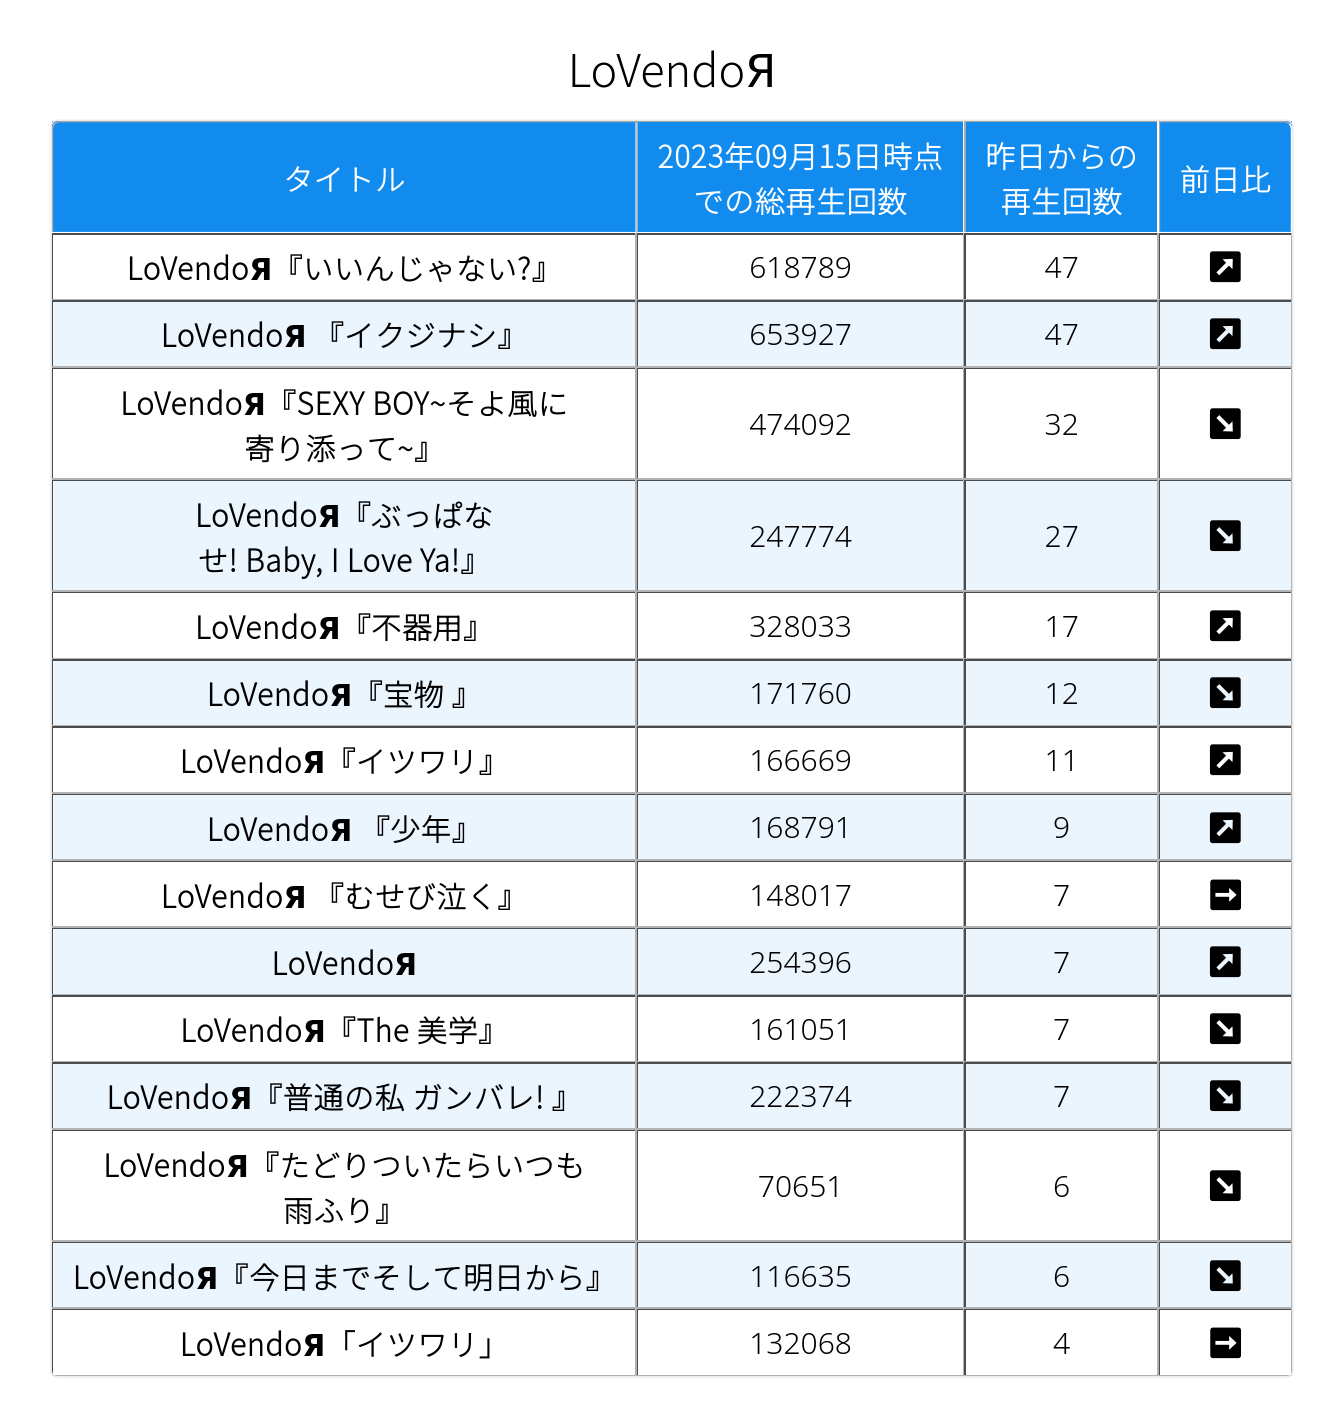 LoVendoЯ
タイトル
2023年09月15日時点
での総再生回数
昨日からの
再生回数
前日比
LoVendoЯ『いいんじゃない?』
618789
47
↗
LoVendoЯ 『イクジナシ』
653927
47
↗
LoVendoЯ『SEXY BOY~そよ風に
寄り添って~』
474092
32
↘
LoVendoЯ『ぶっぱな
せ! Baby, I Love Ya!』
247774
27
↘
LoVendoЯ『不器用』
328033
17
↗
LoVendoЯ『宝物 』
171760
12
↘
LoVendoЯ『イツワリ』
166669
11
↗
LoVendoЯ 『少年』
168791
9
↗
LoVendoЯ 『むせび泣く』
148017
7
→
LoVendoЯ
254396
7
↗
LoVendoЯ『The 美学』
161051
7
↘
LoVendoЯ『普通の私 ガンバレ! 』
222374
7
↘
LoVendoЯ『たどりついたらいつも
雨ふり』
70651
6
↘
LoVendoЯ『今日までそして明日から』
116635
6
↘
LoVendoЯ「イツワリ」
132068
4
→